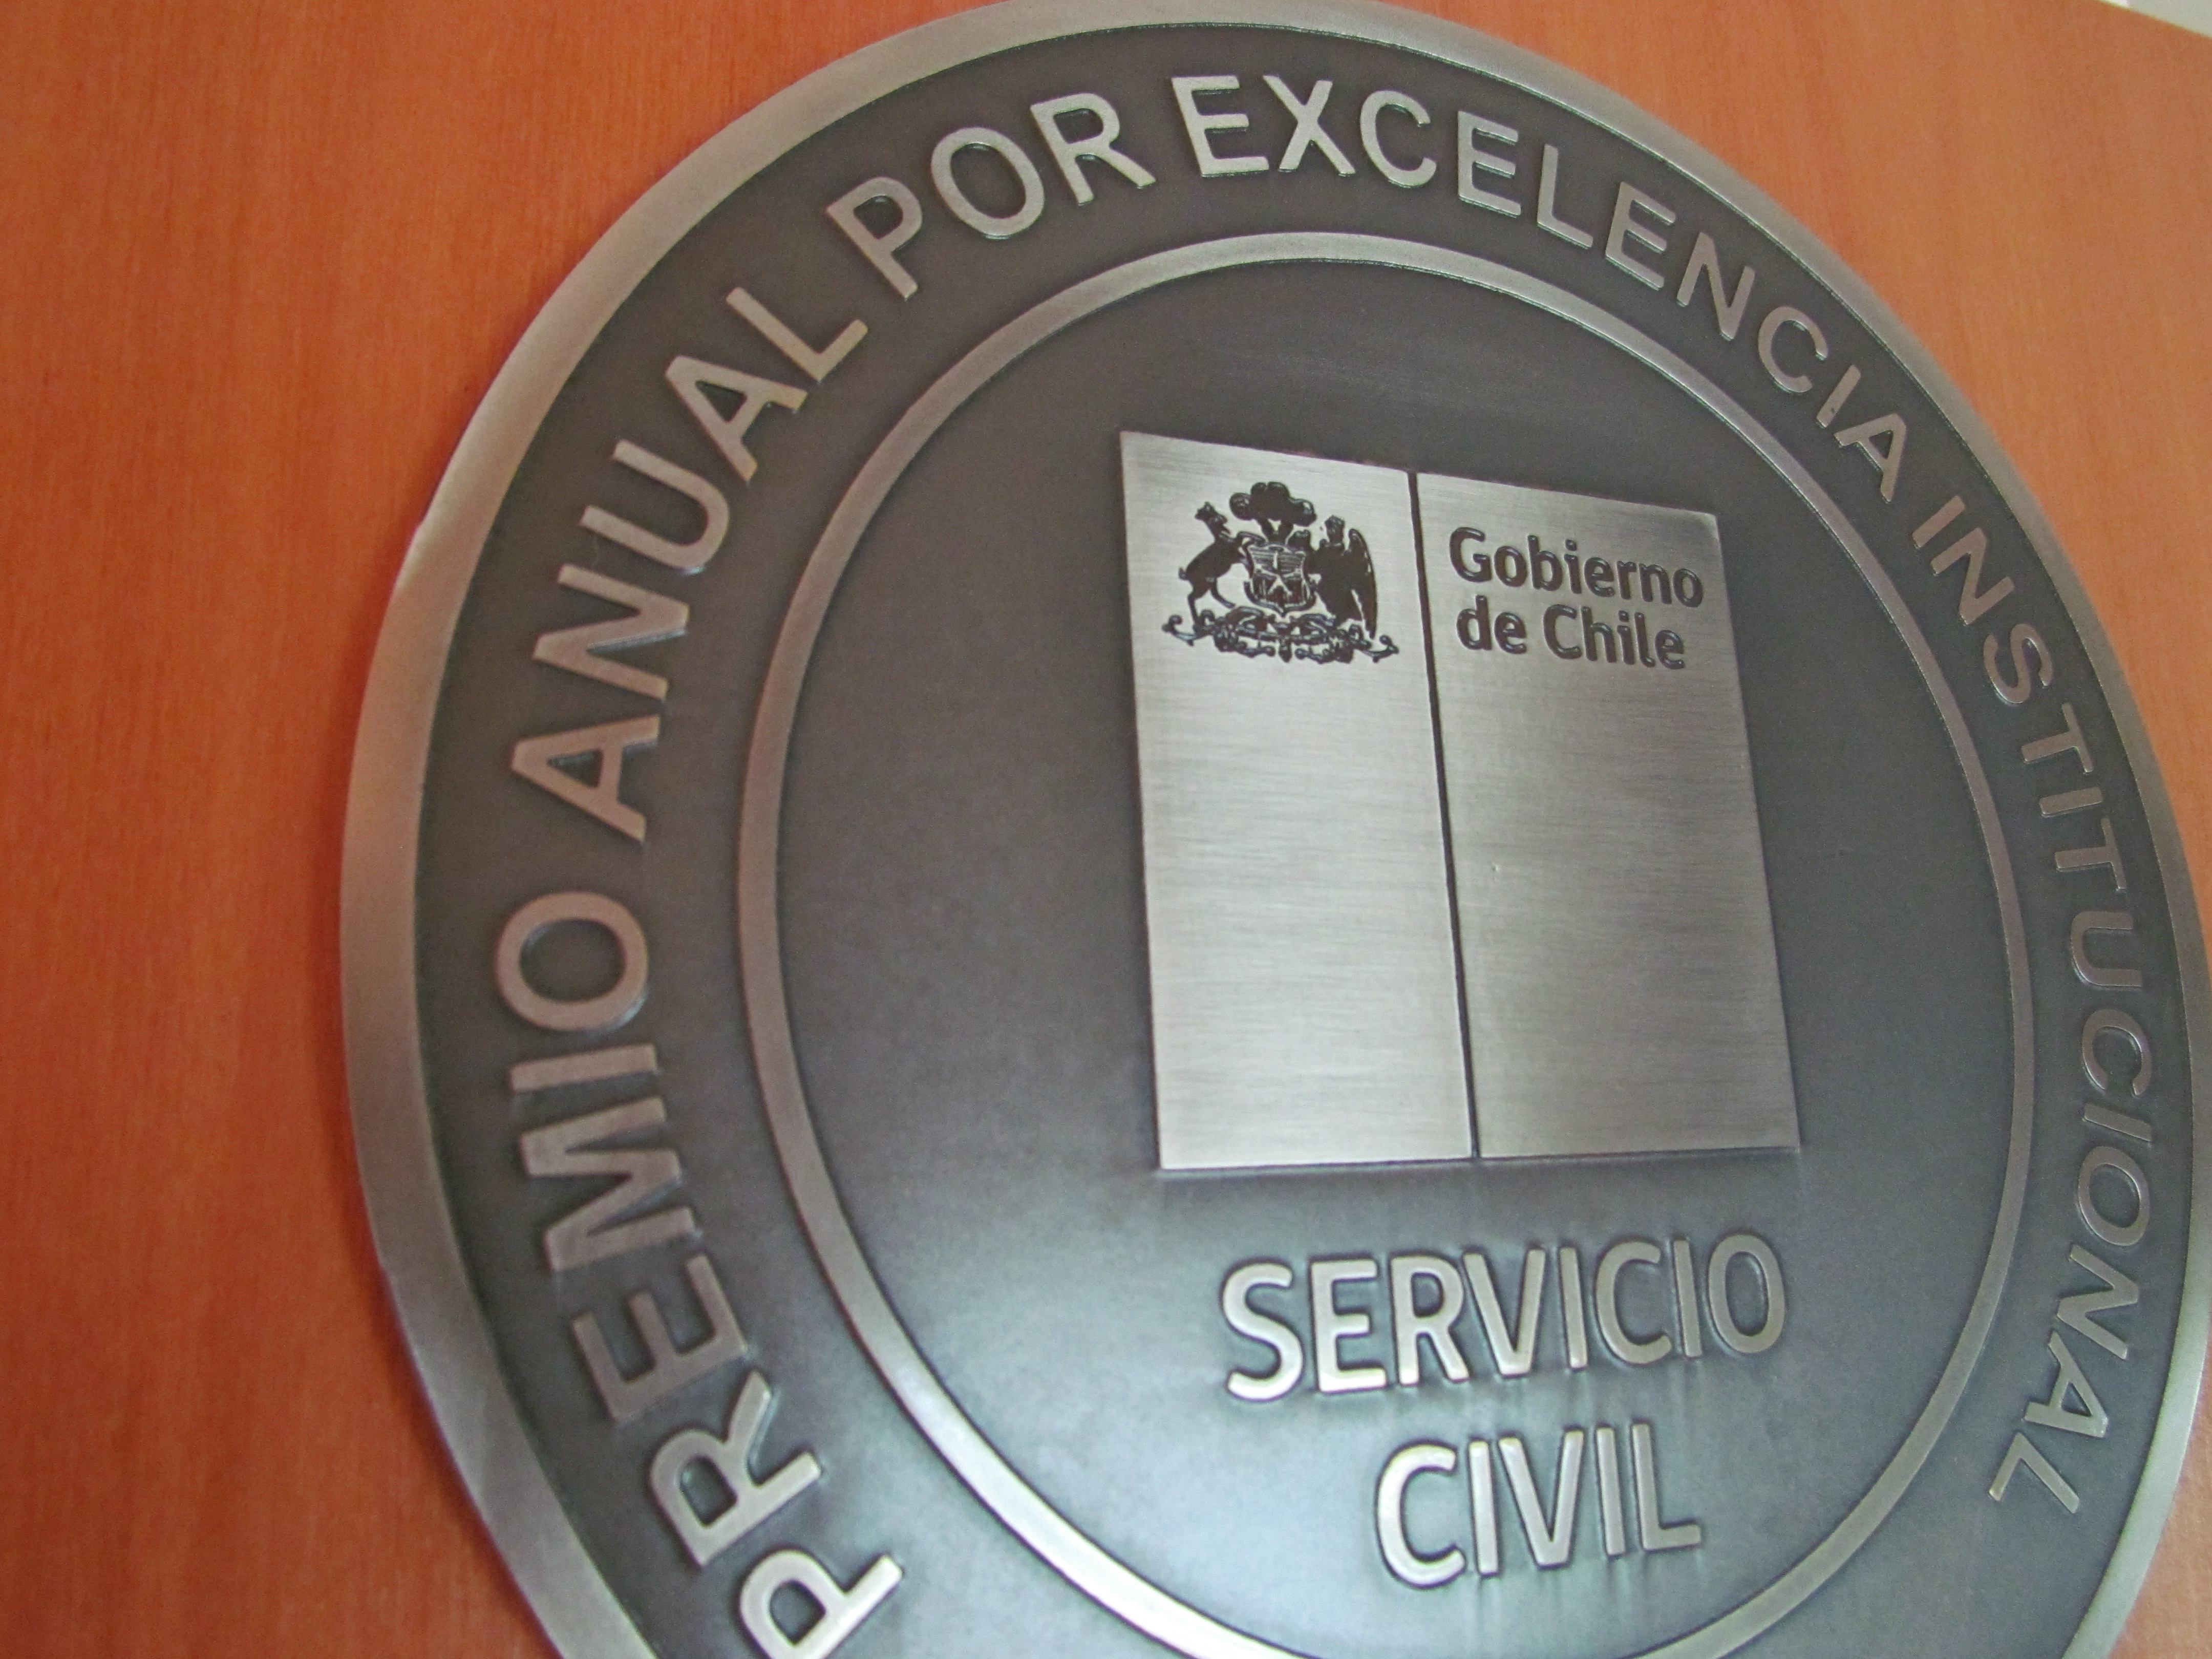 PREMIO ANUAL POR EXCELENCIA INSTITUCIONAL
Gobierno
de Chile
SERVICIO
CIVIL